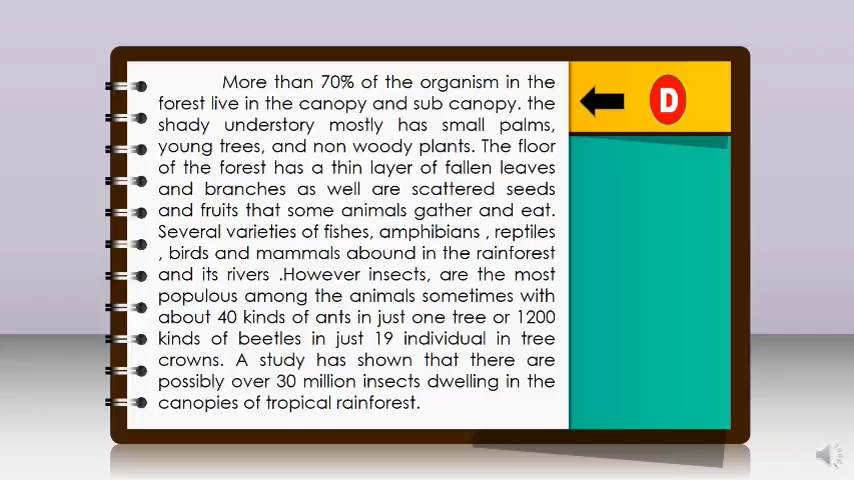 More than 70% of the organism in the
forest live in the canopy and sub canopy. the
shady understory mostly has small palms,
young trees, and non woody plants. The floor
of the forest has a thin layer of fallen leaves
and branches as well are scattered seeds
and fruits that some animals gather and eat.
Several varieties of fishes, amphibians , reptiles
, birds and mammals abound in the rainforest
and its rivers .However insects, are the most
populous among the animals sometimes with
about 40 kinds of ants in just one tree or 1200
kinds of beetles in just 19 individual in tree
crowns. A study has shown that there are
possibly over 30 million insects dwelling in the
canopies of tropical rainforest.
D